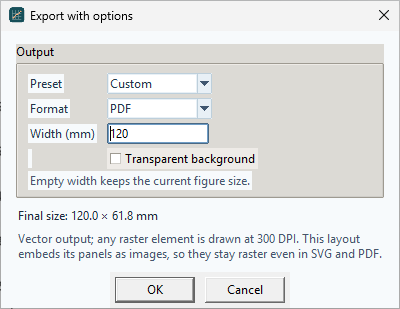 Export with options
Output
Preset Custom
Format PDF
Width (mm) 120
Transparent background
Empty width keeps the current figure size.
Final size: 120.0 × 61.8 mm
Vector output; any raster element is drawn at 300 DPI. This layout
embeds its panels as images, so they stay raster even in SVG and PDF.
OK Cancel